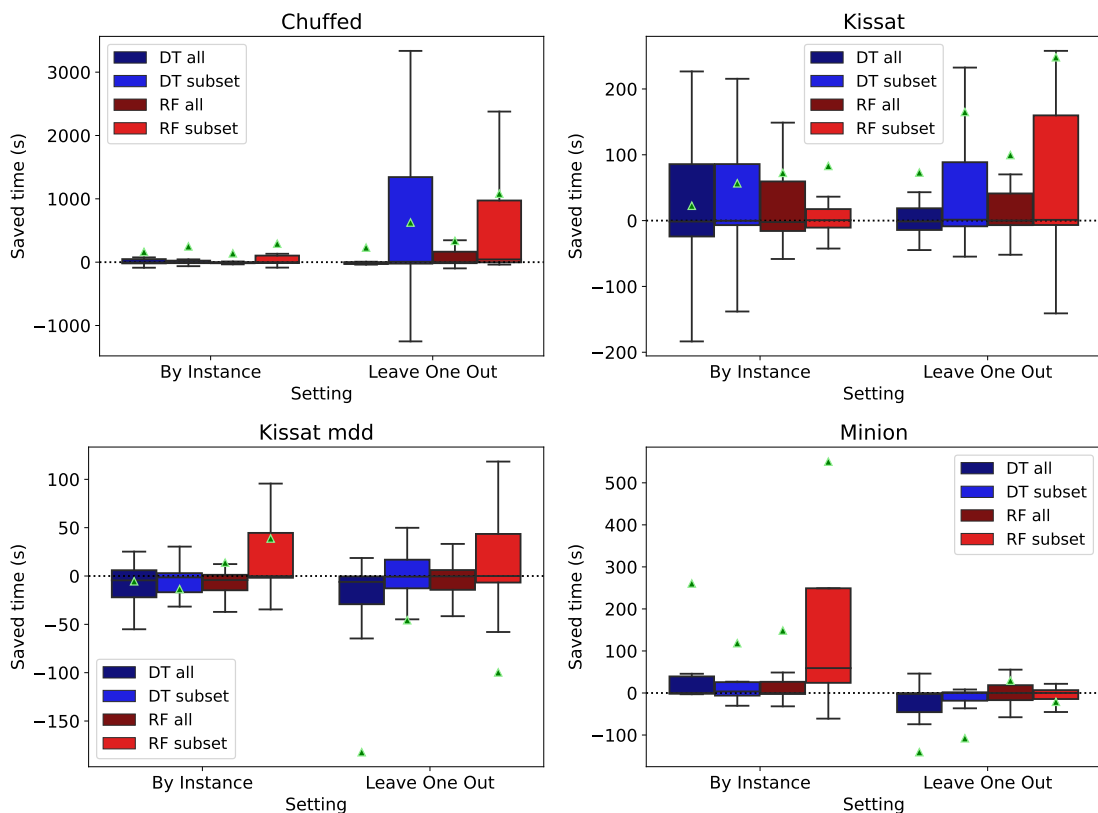 Chuffed
Saved time (s)
3000
2000
1000
0
−1000
DT all
DT subset
RF all
RF subset
By Instance
Leave One Out
Setting
Kissat
Saved time (s)
200
100
0
−100
−200
DT all
DT subset
RF all
RF subset
By Instance
Leave One Out
Setting
Kissat mdd
Saved time (s)
100
50
0
−50
−100
−150
DT all
DT subset
RF all
RF subset
By Instance
Leave One Out
Setting
Minion
Saved time (s)
500
400
300
200
100
0
−100
DT all
DT subset
RF all
RF subset
By Instance
Leave One Out
Setting